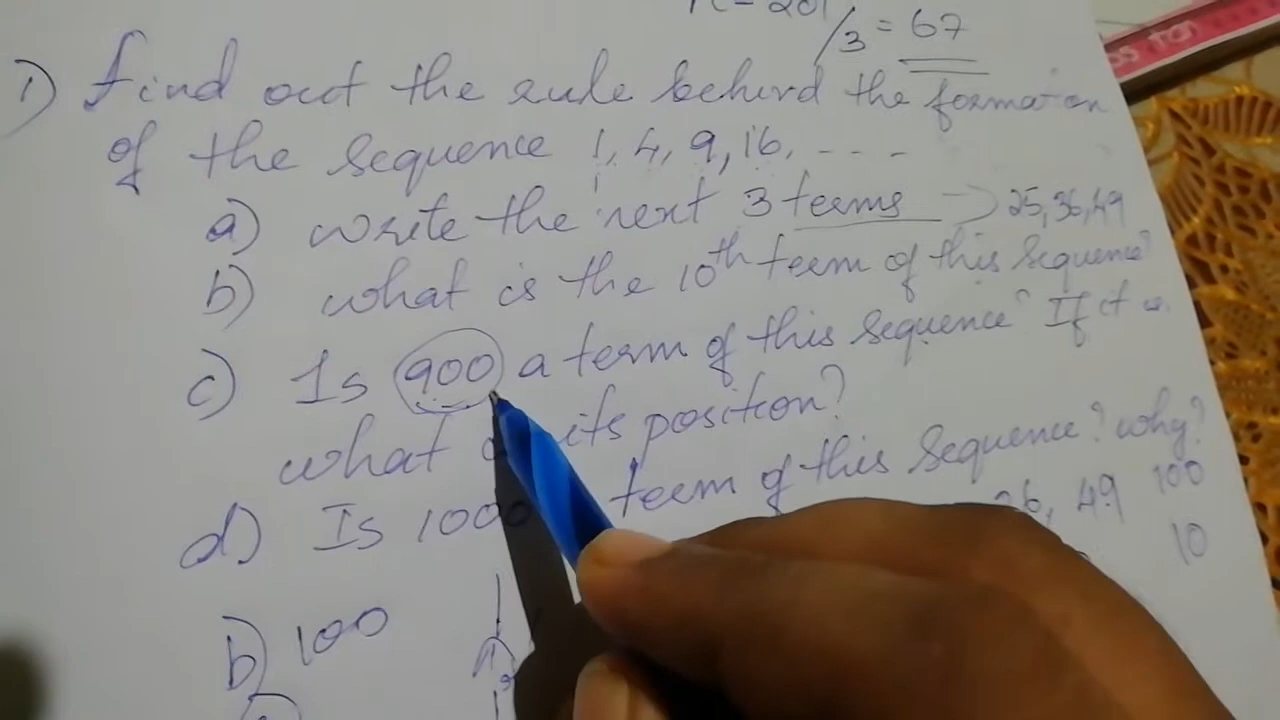 /3 = 67
1) Find out the rule behind the formation
of the sequence 1, 4, 9, 16, ----
a) write the next 3 terms → 25, 36, 49
b) what is the 10th term of this sequence?
c) Is 900 a term of this sequence? If it
what its position?
d) Is 1000 term of this sequence? why?
49 100
10
b) 100